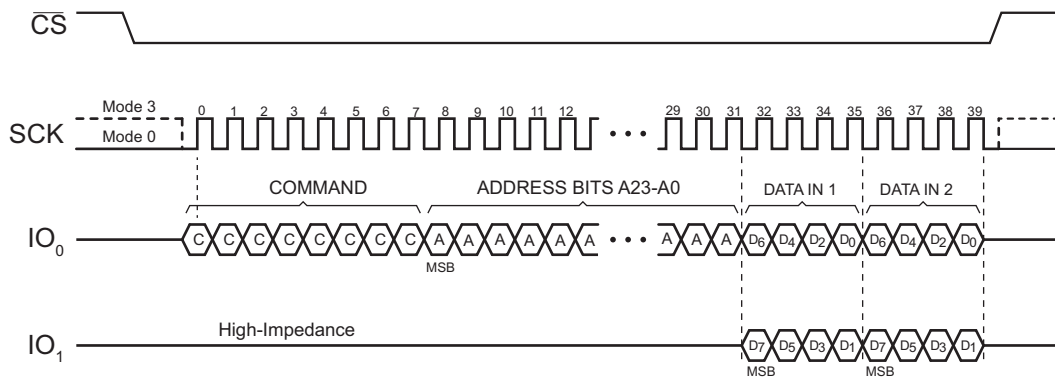 CS
Mode 3
SCK
Mode 0
0 1 2 3 4 5 6 7 8 9 10 11 12 29 30 31 32 33 34 35 36 37 38 39
COMMAND ADDRESS BITS A23-A0 DATA IN 1 DATA IN 2
IO0 C C C C C C C C A A A A A A A A A D6 D4 D2 D0 D6 D4 D2 D0
MSB
High-Impedance
IO1 D7 D5 D3 D1 D7 D5 D3 D1
MSB MSB